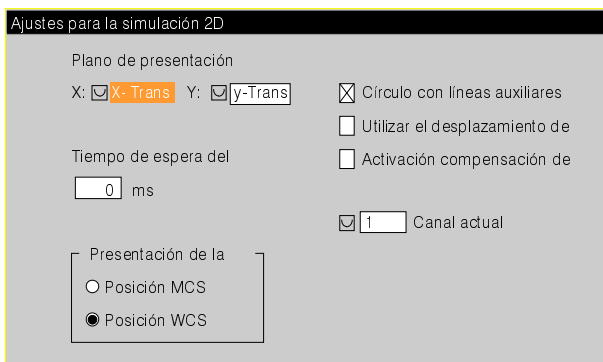 Ajustes para la simulación 2D
Plano de presentación
X: X- Trans Y: y-Trans
Círculo con líneas auxiliares
Utilizar el desplazamiento de
Tiempo de espera del
Activación compensación de
0 ms
1 Canal actual
Presentación de la
Posición MCS
Posición WCS